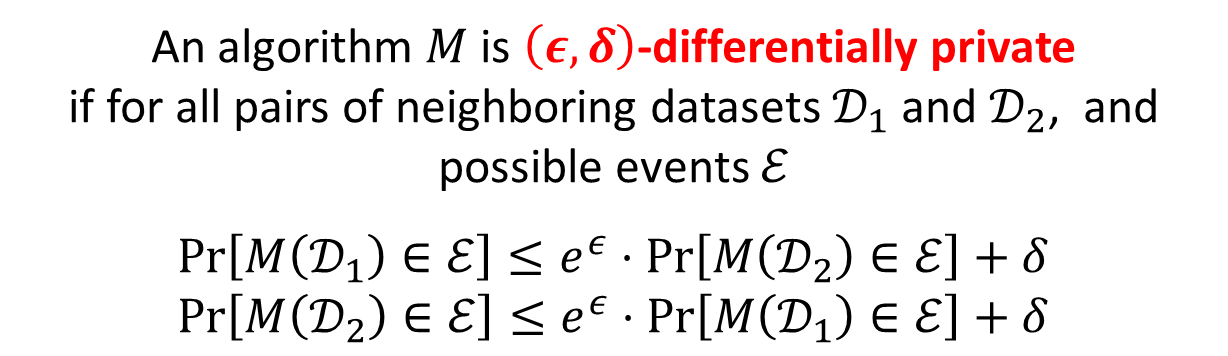 An algorithm 𝑀 is (𝝐, 𝜹)-differentially private
if for all pairs of neighboring datasets 𝒟₁ and 𝒟₂, and
possible events ℰ
Pr[𝑀(𝒟₁) ∈ ℰ] ≤ 𝑒^𝜖 · Pr[𝑀(𝒟₂) ∈ ℰ] + 𝛿
Pr[𝑀(𝒟₂) ∈ ℰ] ≤ 𝑒^𝜖 · Pr[𝑀(𝒟₁) ∈ ℰ] + 𝛿